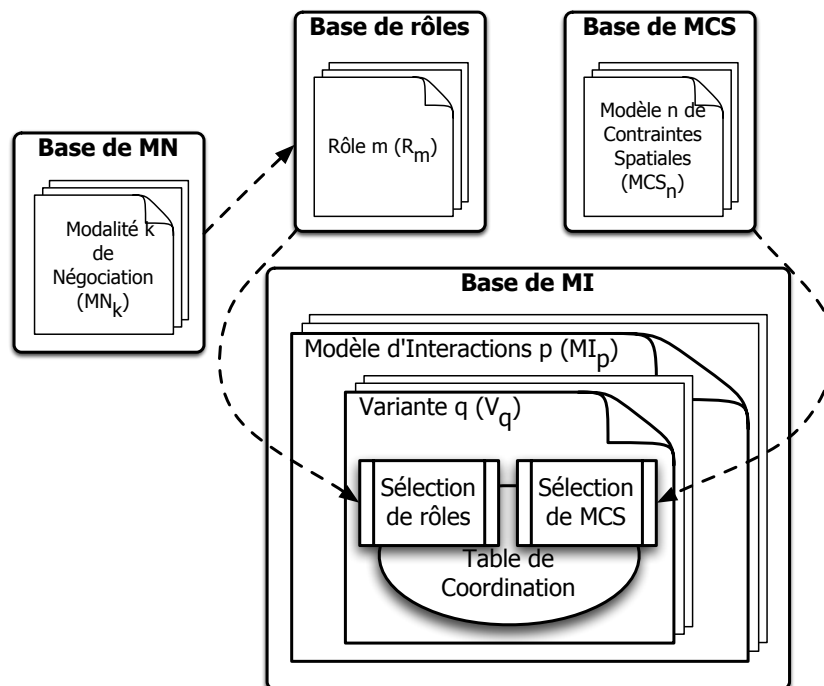 Base de rôles
Rôle m (Rm)
Base de MCS
Modèle n de
Contraintes
Spatiales
(MCSn)
Base de MN
Modalité k
de
Négociation
(MNk)
Base de MI
Modèle d'Interactions p (MIp)
Variante q (Vq)
Sélection
de rôles
Sélection
de MCS
Table de
Coordination